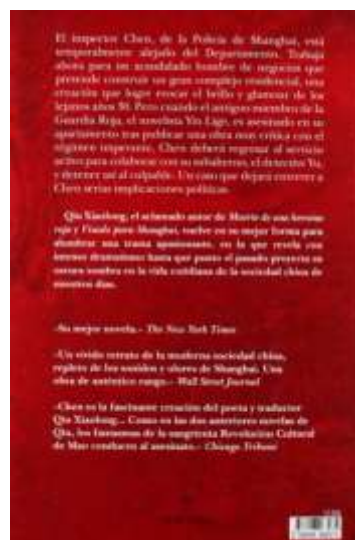 El inspector Chen, de la Policía de Shanghai, está
temporalmente alejado del Departamento. Trabaja
ahora para un acaudalado hombre de negocios que
pretende construir un gran complejo residencial, una
creación que logre evocar el brillo y glamour de los
lejanos años 30. Pero cuando el antiguo miembro de la
Guardia Roja, el novelista Yin Lige, es asesinado en su
apartamento tras publicar una obra muy crítica con el
régimen imperante, Chen deberá regresar al servicio
activo para colaborar con su subalterno, el detective Yu,
y detener así al culpable. Un caso que dejará entrever a
Chen serias implicaciones políticas.
Qiu Xiaolong, el aclamado autor de Muerte de una heroína
roja y Visado para Shanghai, vuelve en su mejor forma para
alumbrar una trama apasionante, en la que revela con
intenso dramatismo hasta qué punto el pasado proyecta su
oscura sombra en la vida cotidiana de la sociedad china de
nuestros días.
«Su mejor novela.» The New York Times
«Un vívido retrato de la moderna sociedad china,
repleto de los sonidos y olores de Shanghai. Una
obra de auténtico rango.» Wall Street Journal
«Chen es la fascinante creación del poeta y traductor
Qiu Xiaolong... Como en las dos anteriores novelas de
Qiu, los fantasmas de la sangrienta Revolución Cultural
de Mao conducen al asesinato.» Chicago Tribune